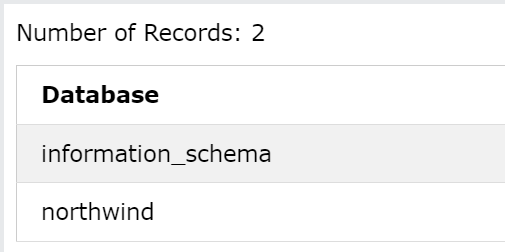 Number of Records: 2
Database
information_schema
northwind